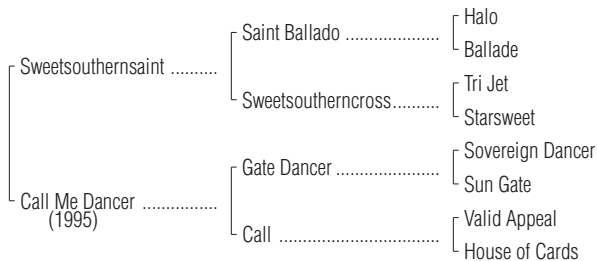 Halo
Saint Ballado ..................
Ballade
Sweetsouthernsaint ..........
Tri Jet
Sweetsoutherncross..........
Starsweet
Sovereign Dancer
Gate Dancer ....................
Sun Gate
Call Me Dancer ................
(1995)
Valid Appeal
Call ...............................
House of Cards